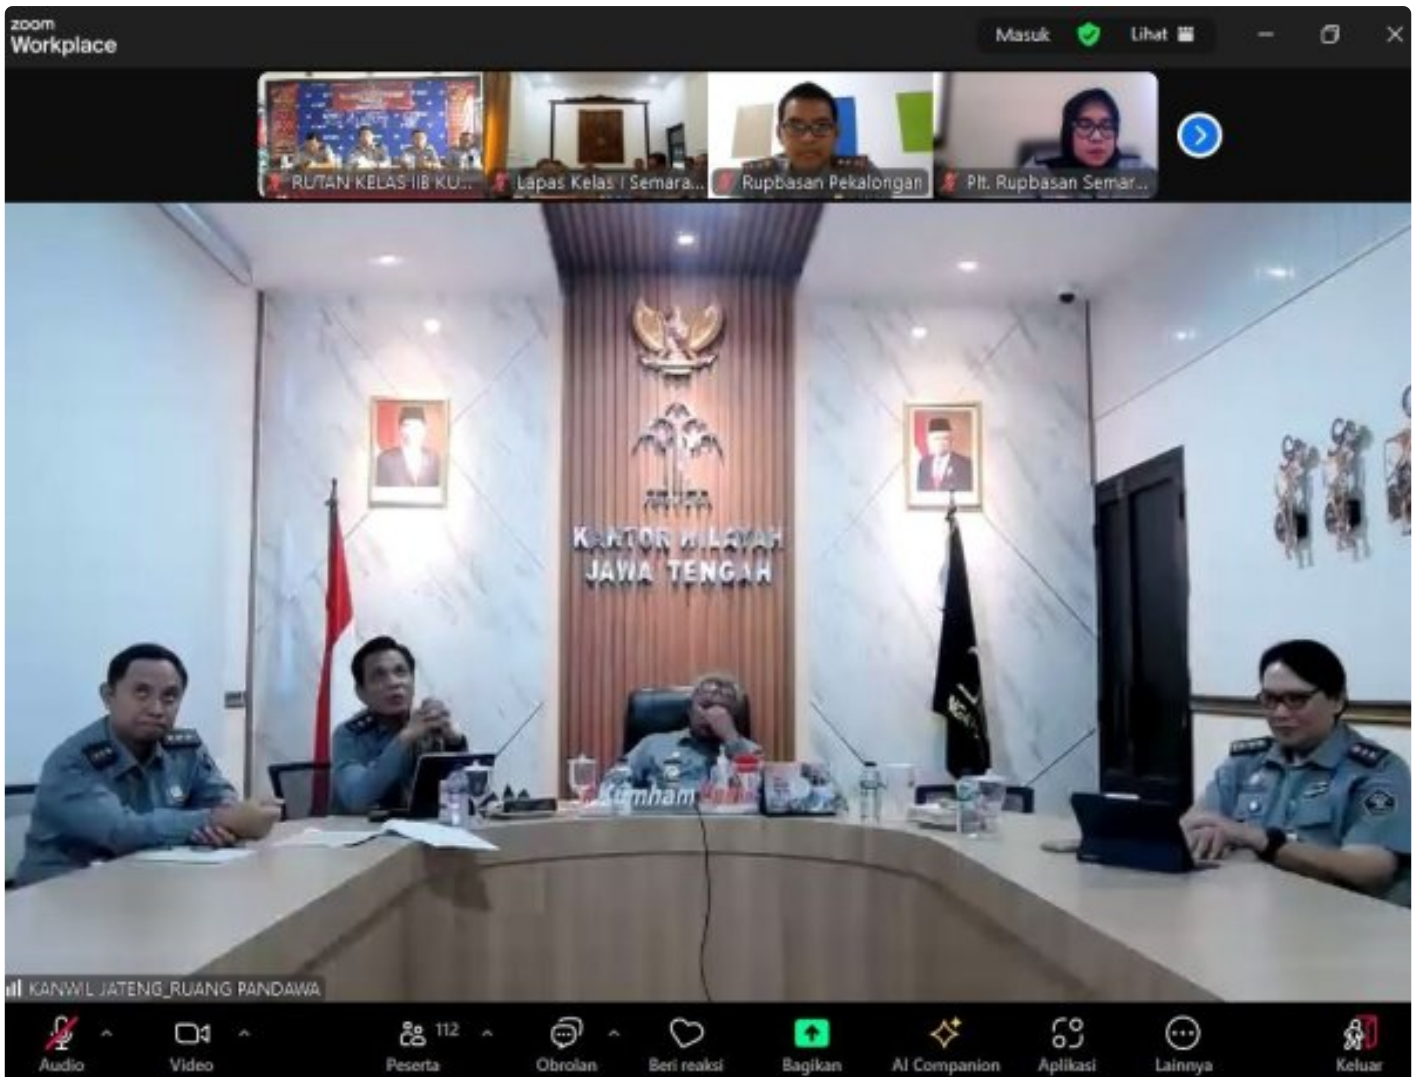 zoom
Workplace
Masuk
Lihat
RUTAN KELAS IIB KU...
Lapas Kelas I Semara...
Rupbasan Pekalongan
Plt. Rupbasan Semar...
KANTOR WILAYAH
JAWA TENGAH
Kumham
KANWIL JATENG_RUANG PANDAWA
112
Audio
Video
Peserta
Obrolan
Beri reaksi
Bagikan
AI Companion
Aplikasi
Lainnya
Keluar